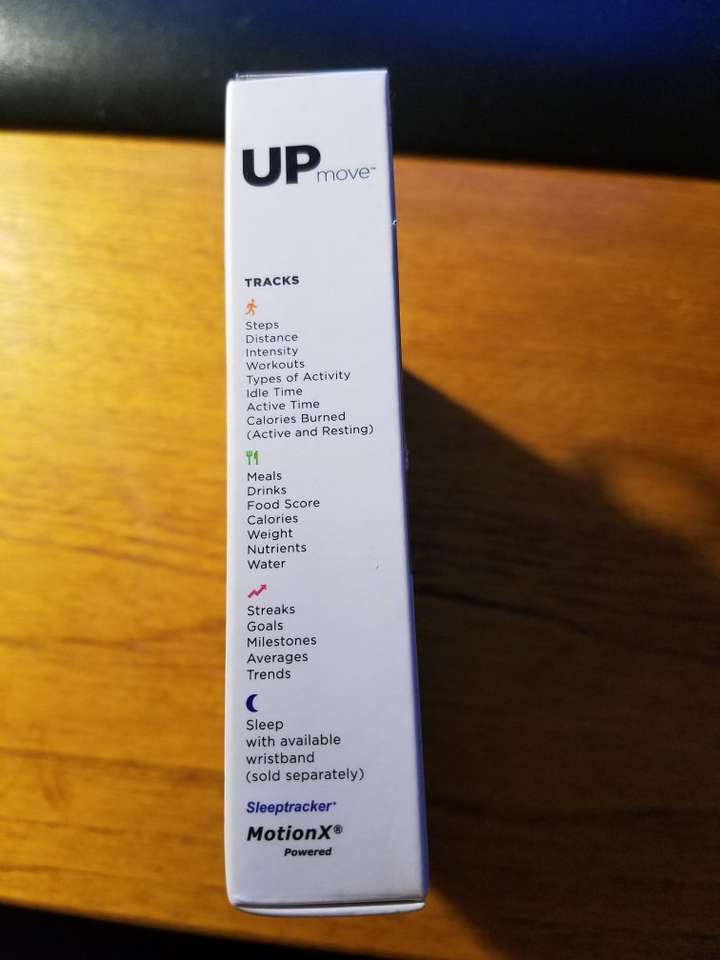 UP move™
TRACKS
Steps
Distance
Intensity
Workouts
Types of Activity
Idle Time
Active Time
Calories Burned
(Active and Resting)
Meals
Drinks
Food Score
Calories
Weight
Nutrients
Water
Streaks
Goals
Milestones
Averages
Trends
Sleep
with available
wristband
(sold separately)
Sleeptracker+
MotionX®
Powered